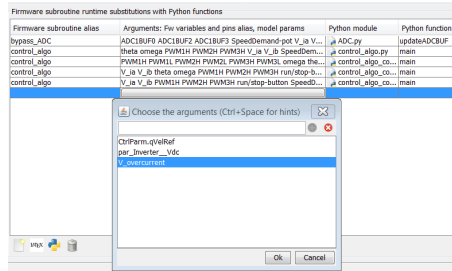 Firmware subroutine runtime substitutions with Python functions
Firmware subroutine alias Arguments: Fw variables and pins alias, model params Python module Python function
bypass_ADC ADC1BUF0 ADC1BUF2 ADC1BUF3 SpeedDemand-pot V_ia V... ADC.py updateADCBUF
control_algo theta omega PWM1H PWM2H PWM3H V_ia V_ib SpeedDem... control_algo.py main
control_algo PWM1H PWM1L PWM2H PWM2L PWM3H PWM3L omega the... control_algo_co... main
control_algo V_ia V_ib theta omega PWM1H PWM2H PWM3H run/stop-b... control_algo_co... main
control_algo V_ia V_ib PWM1H PWM2H PWM3H run/stop-button SpeedD... control_algo_co... main
Choose the arguments (Ctrl+Space for hints)
CtrlParm.qVelRef
par_Inverter__Vdc
V_overcurrent
Ok Cancel